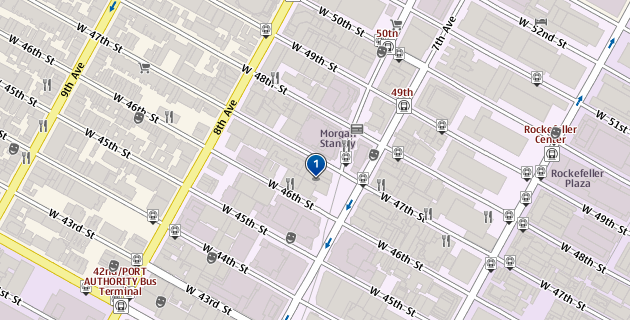 W 50th St
50th
7th Ave
W 52nd St
W 47th St
W 46th St
W 49th St
9th Ave
W 48th St
49th
W 51st
W 45th St
W 46th St
8th Ave
Morgan
Stanley
Rockefeller
Center
W 45th St
1
Rockefeller
Plaza
W 46th St
W 47th St
W 49th St
W 43rd St
W 45th St
W 46th St
W 48th St
W 44th St
W 47th St
42nd/PORT
AUTHORITY Bus
Terminal
W 43rd St
W 45th St
1st St